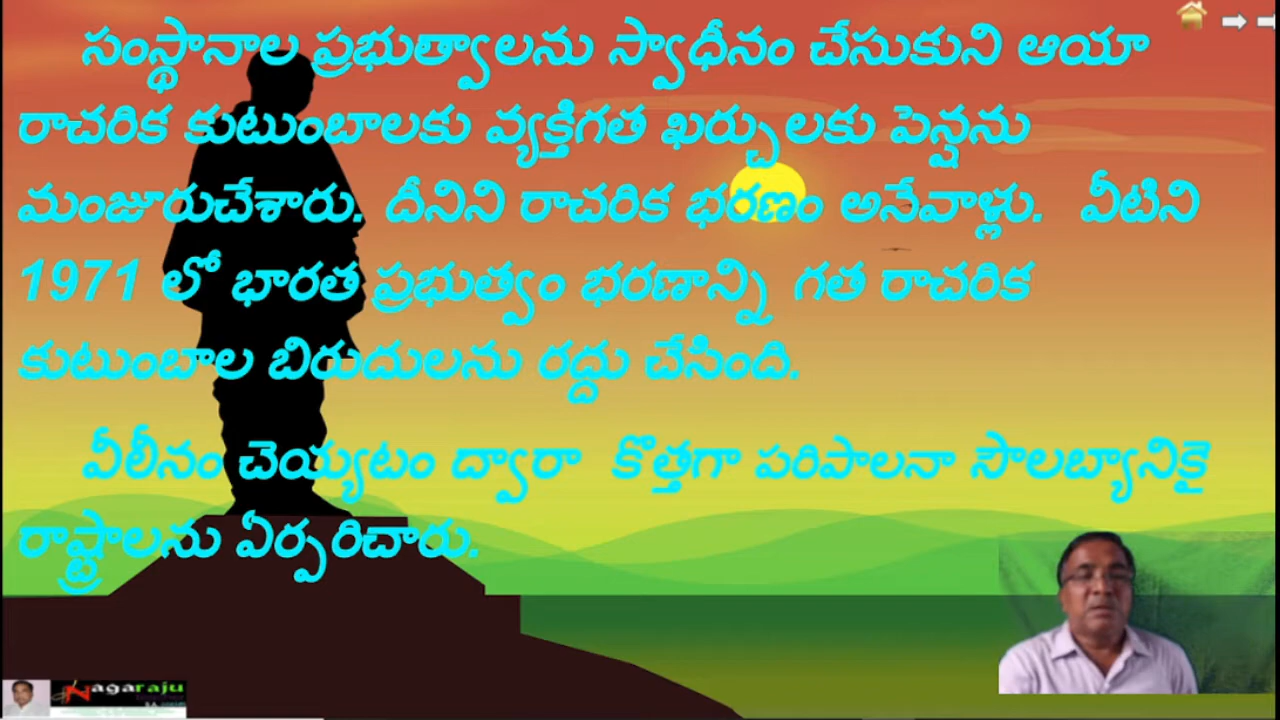 సంస్థానాల ప్రభుత్వాలను స్వాధీనం చేసుకుని ఆయా
రాచరిక కుటుంబాలకు వ్యక్తిగత ఖర్చులకు పెన్షను
మంజూరుచేశారు. దీనిని రాచరిక భరణం అనేవాళ్లు. వీటిని
1971 లో భారత ప్రభుత్వం భరణాన్ని గత రాచరిక
కుటుంబాల బిరుదులను రద్దు చేసింది.
వీలీనం చెయ్యటం ద్వారా కొత్తగా పరిపాలనా సౌలబ్యానికై
రాష్ట్రాలను ఏర్పరిచారు.
Nagaraju